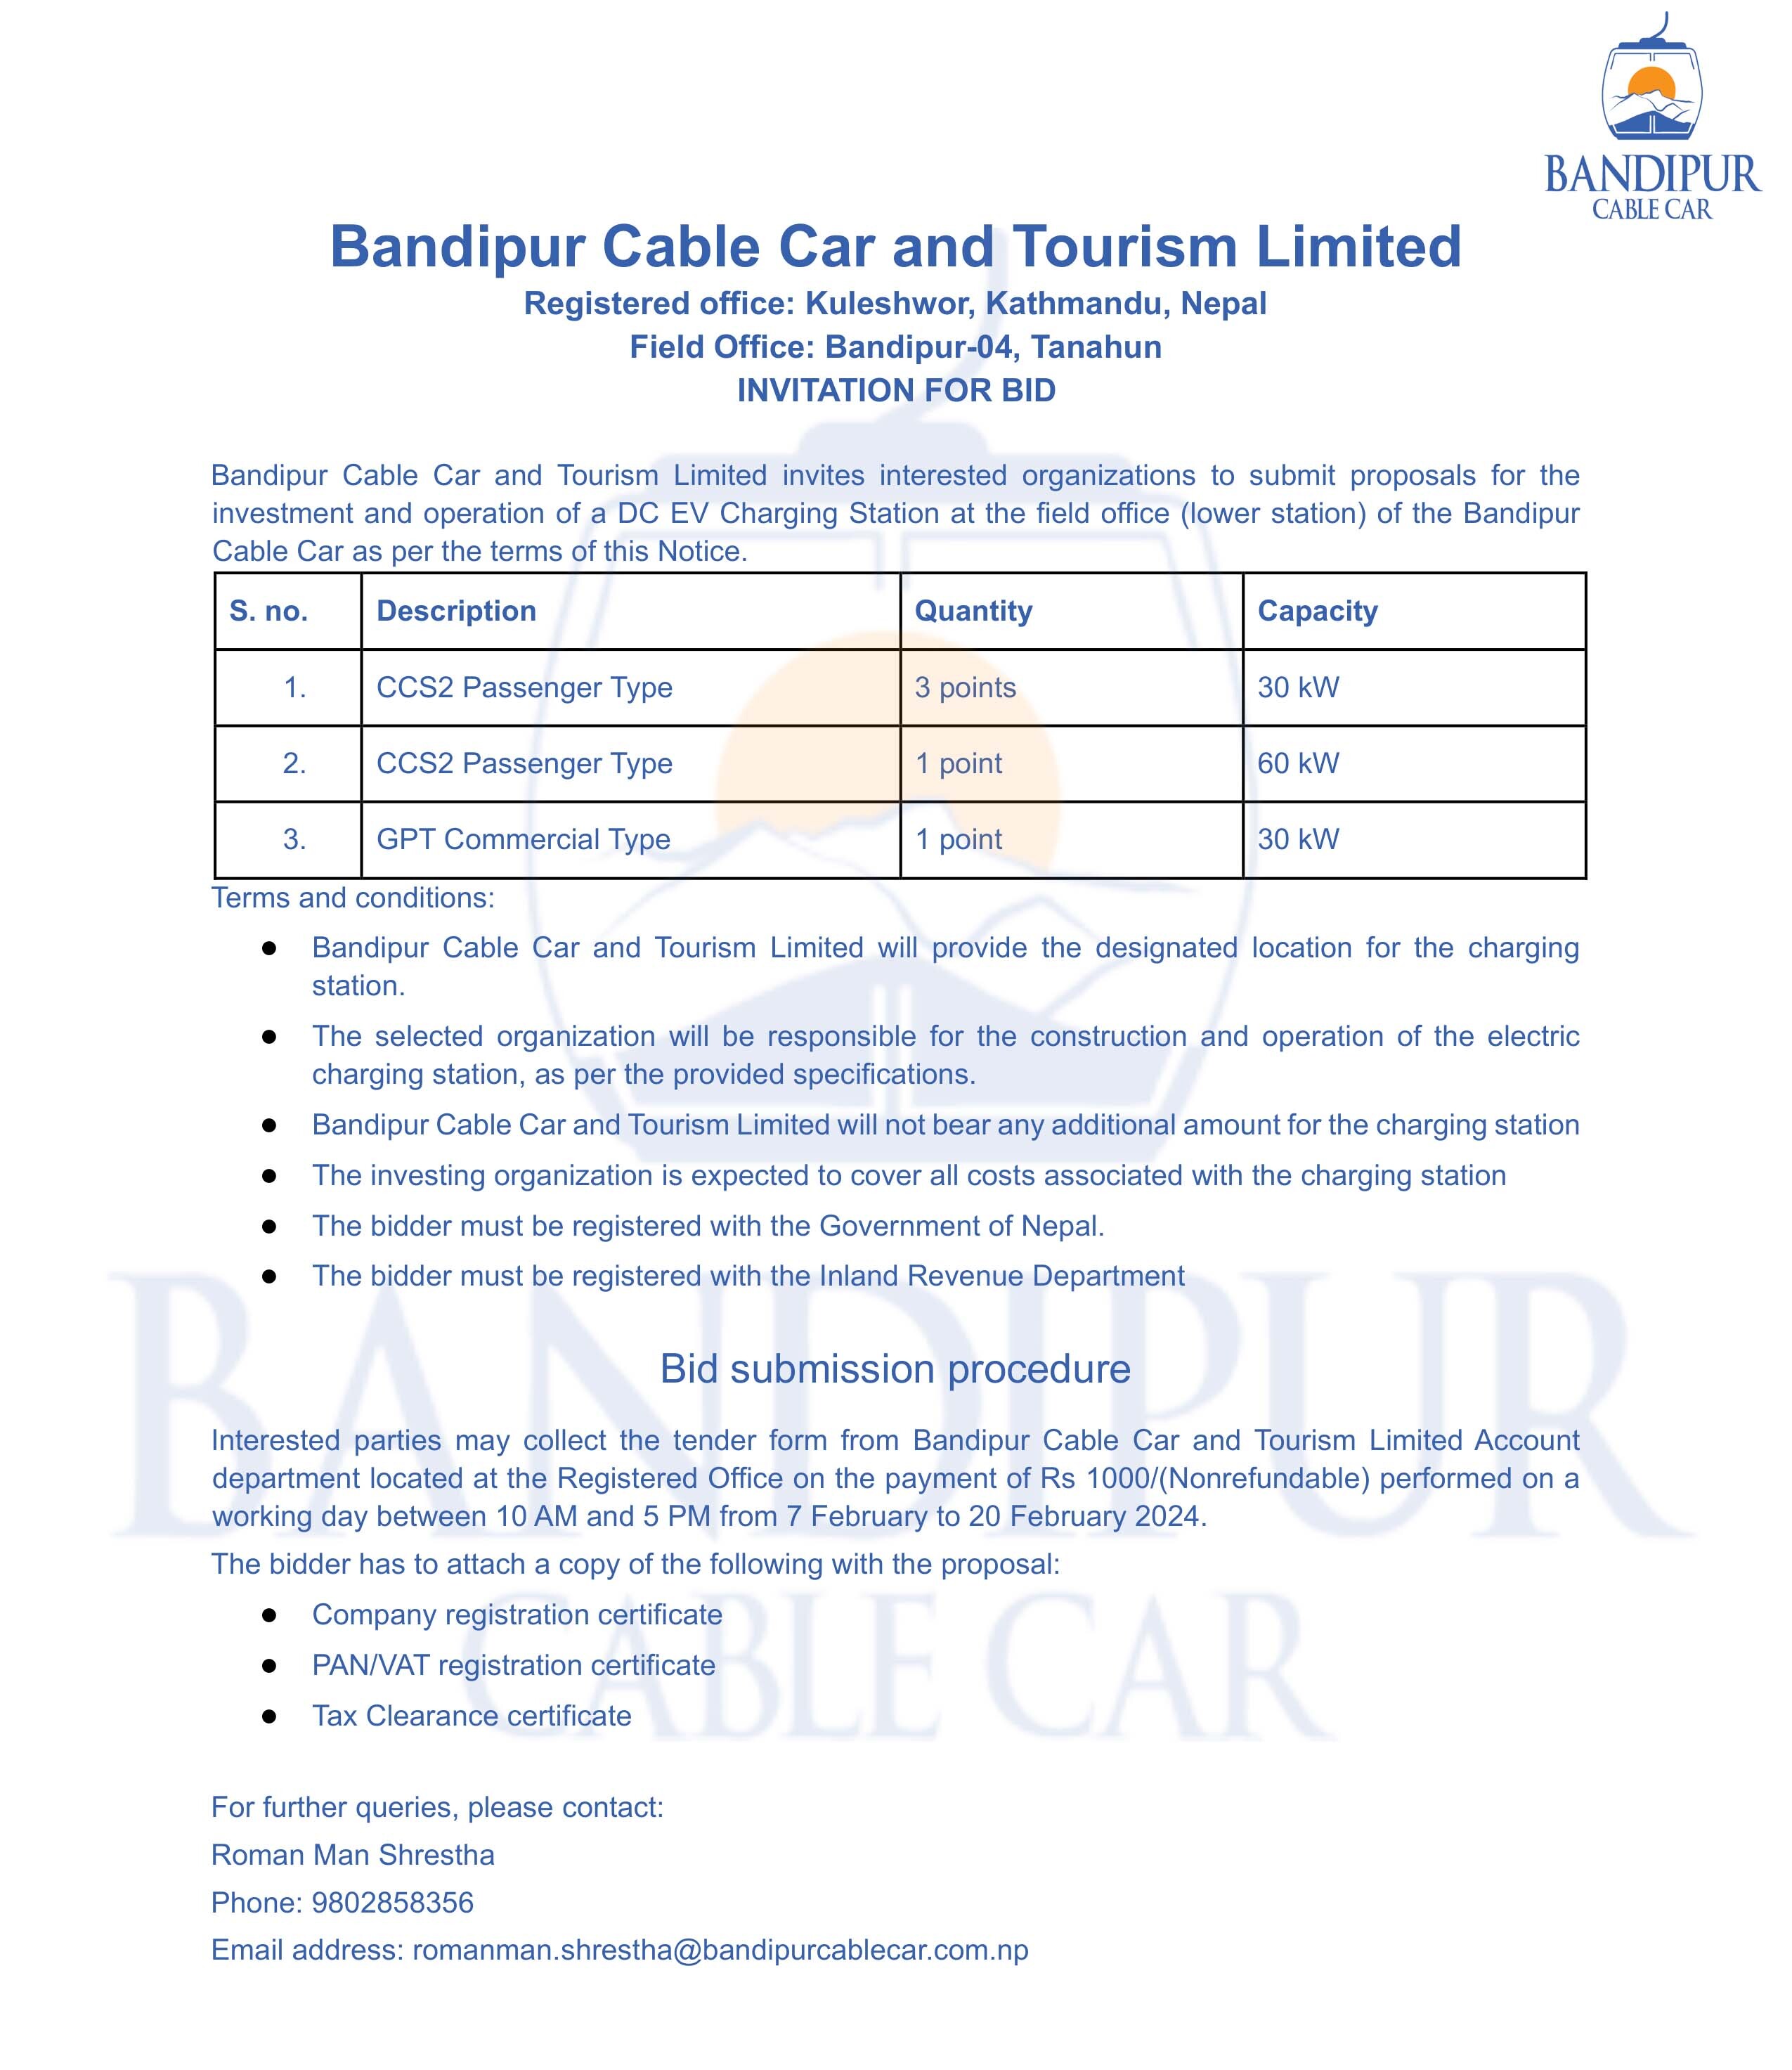 BANDIPUR
CABLE CAR
Bandipur Cable Car and Tourism Limited
Registered office: Kuleshwor, Kathmandu, Nepal
Field Office: Bandipur-04, Tanahun
INVITATION FOR BID
Bandipur Cable Car and Tourism Limited invites interested organizations to submit proposals for the
investment and operation of a DC EV Charging Station at the field office (lower station) of the Bandipur
Cable Car as per the terms of this Notice.
S. no. Description Quantity Capacity
1. CCS2 Passenger Type 3 points 30 kW
2. CCS2 Passenger Type 1 point 60 kW
3. GPT Commercial Type 1 point 30 kW
Terms and conditions:
● Bandipur Cable Car and Tourism Limited will provide the designated location for the charging
station.
● The selected organization will be responsible for the construction and operation of the electric
charging station, as per the provided specifications.
● Bandipur Cable Car and Tourism Limited will not bear any additional amount for the charging station
● The investing organization is expected to cover all costs associated with the charging station
● The bidder must be registered with the Government of Nepal.
● The bidder must be registered with the Inland Revenue Department
Bid submission procedure
Interested parties may collect the tender form from Bandipur Cable Car and Tourism Limited Account
department located at the Registered Office on the payment of Rs 1000/(Nonrefundable) performed on a
working day between 10 AM and 5 PM from 7 February to 20 February 2024.
The bidder has to attach a copy of the following with the proposal:
● Company registration certificate
● PAN/VAT registration certificate
● Tax Clearance certificate
For further queries, please contact:
Roman Man Shrestha
Phone: 9802858356
Email address: romanman.shrestha@bandipurcablecar.com.np
BANDIPUR
CABLE CAR